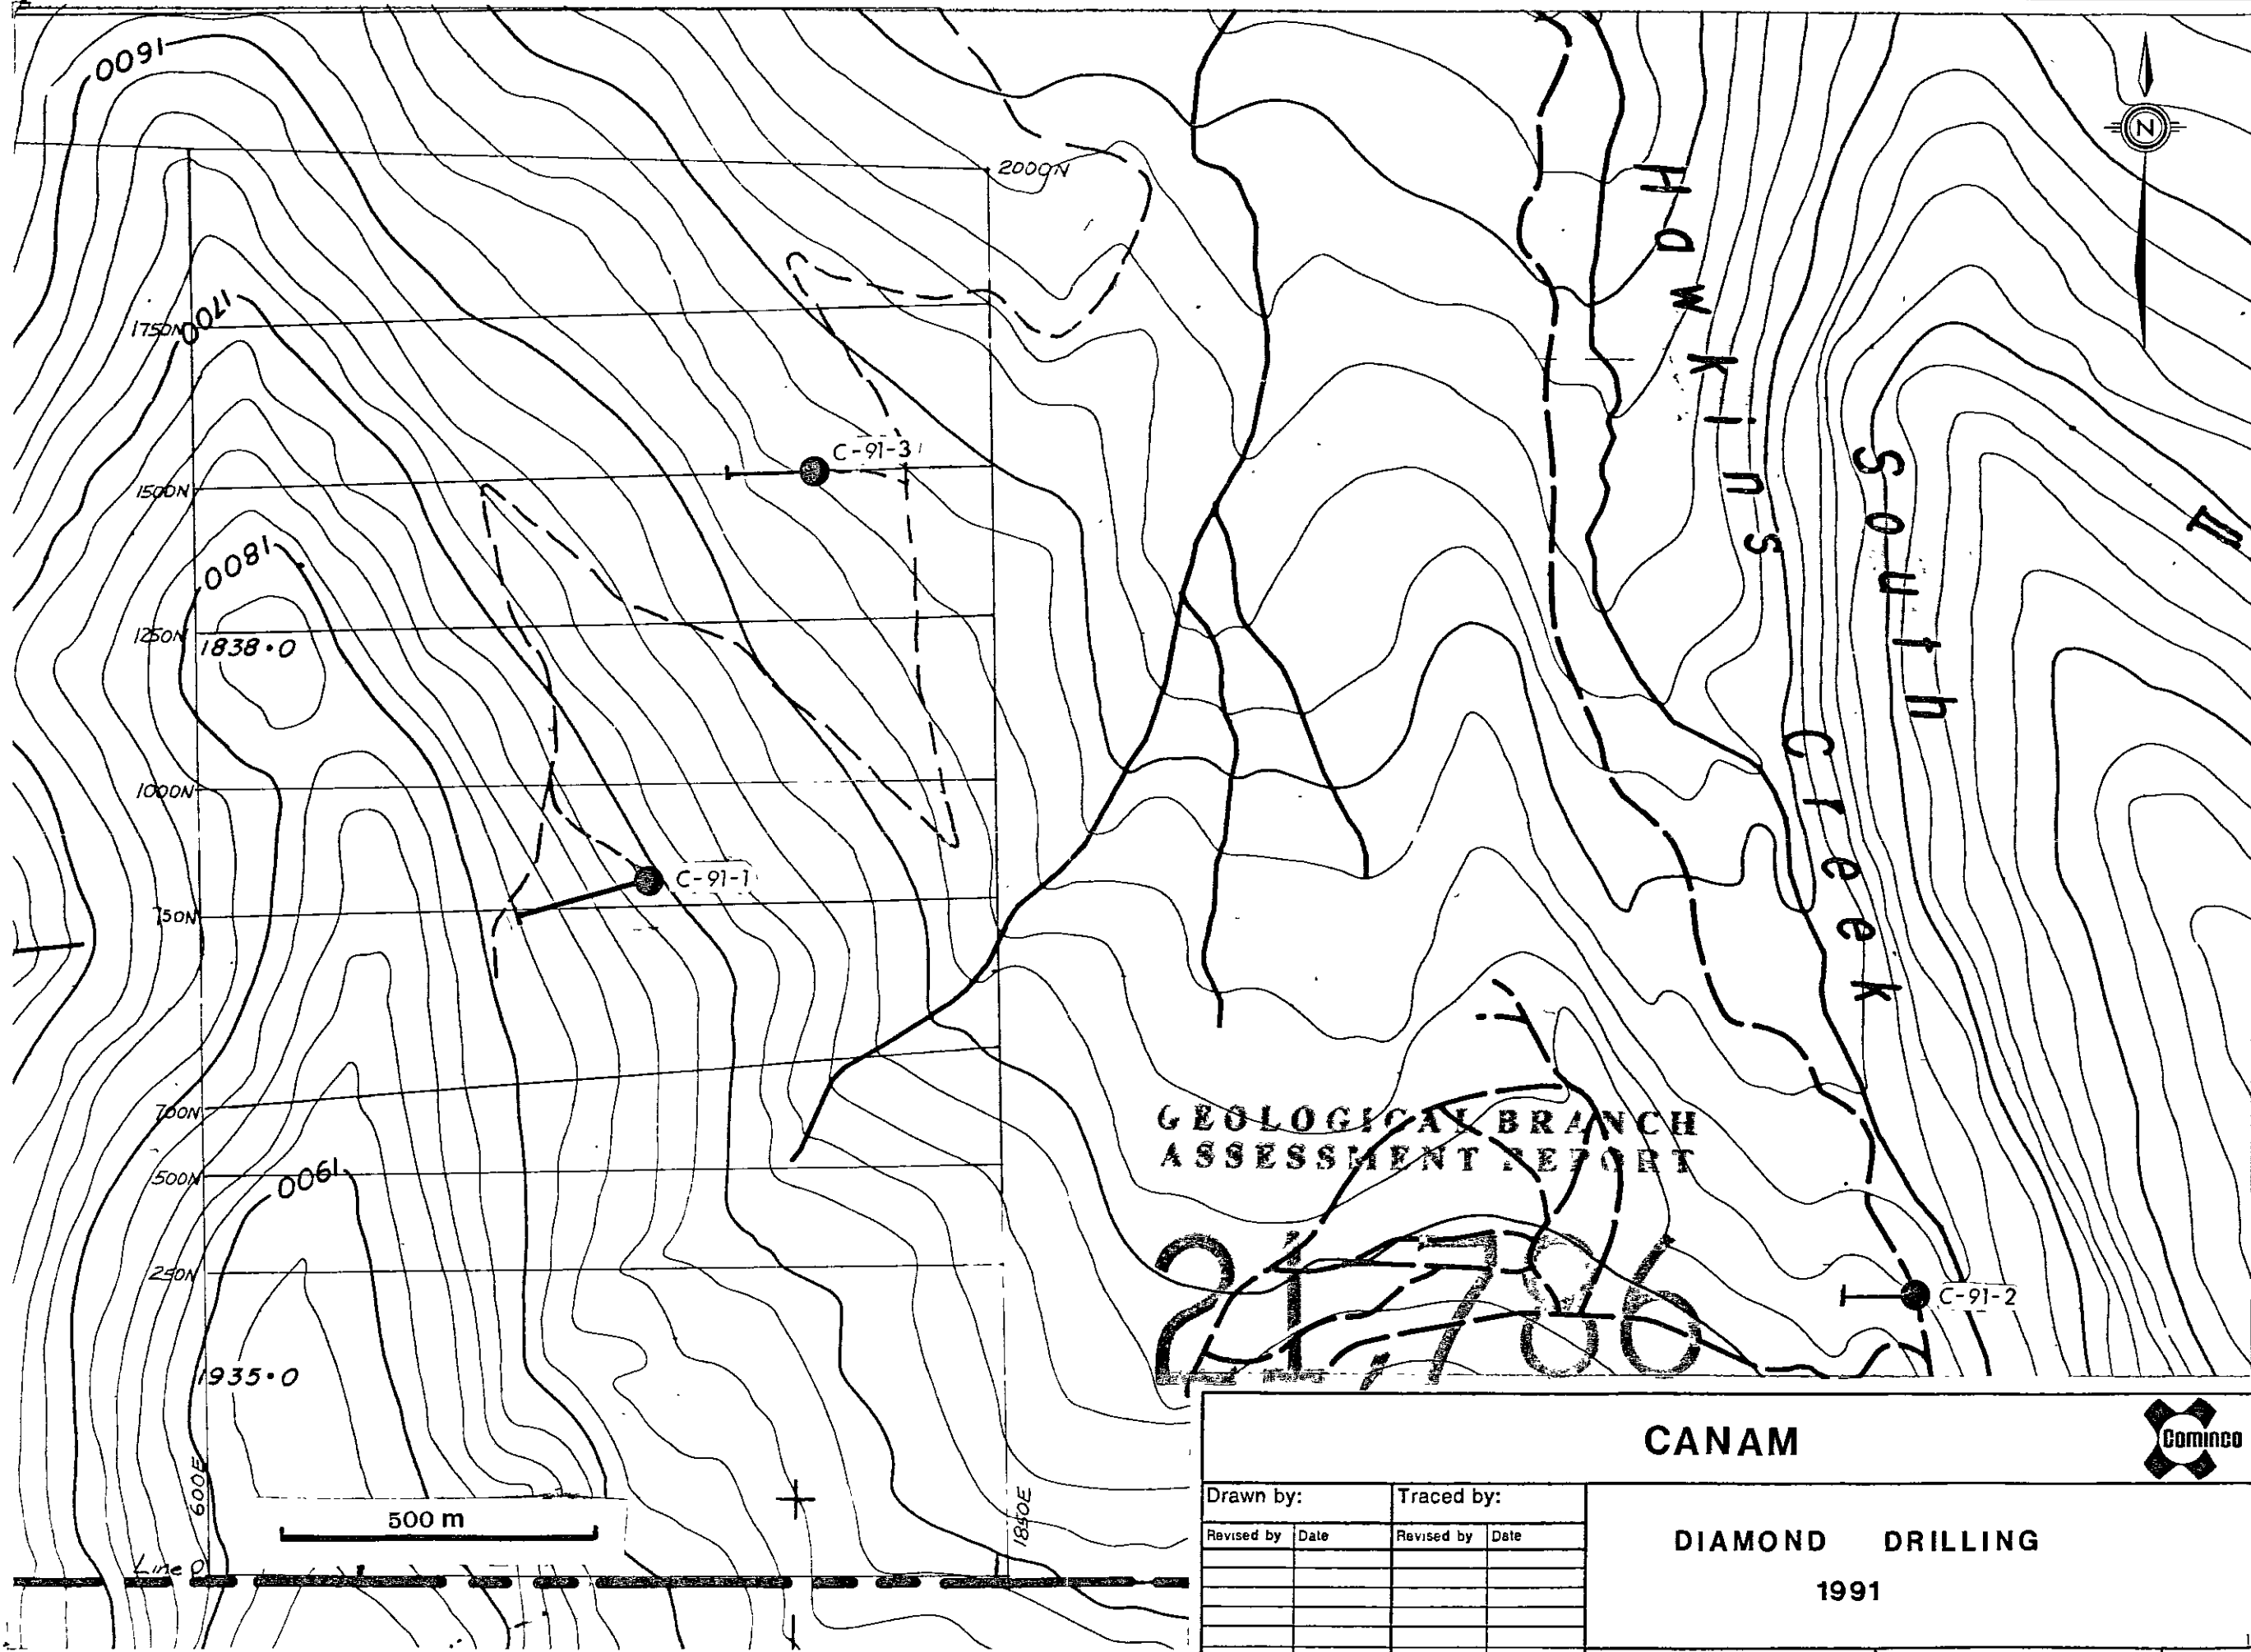 1600
2000N
N
Hawkins
1700
1750N
C-91-3
1500N
South
1800
1250N
1838·0
Creek
1000N
C-91-1
750N
GEOLOGICAL BRANCH
ASSESSMENT REPORT
700N
500N
1900
21,786
250N
C-91-2
1935·0
600E
1850E
500 m
Line 0
CANAM
Cominco
Drawn by: Traced by:
Revised by Date Revised by Date
DIAMOND DRILLING
1991